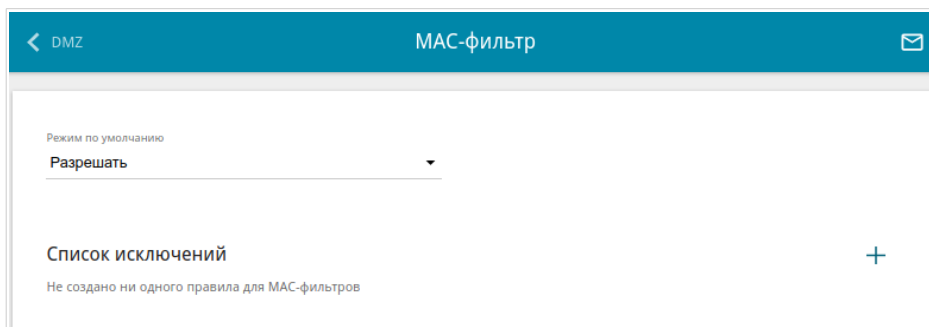 DMZ
MAC-фильтр
Режим по умолчанию
Разрешать
Список исключений
Не создано ни одного правила для MAC-фильтров